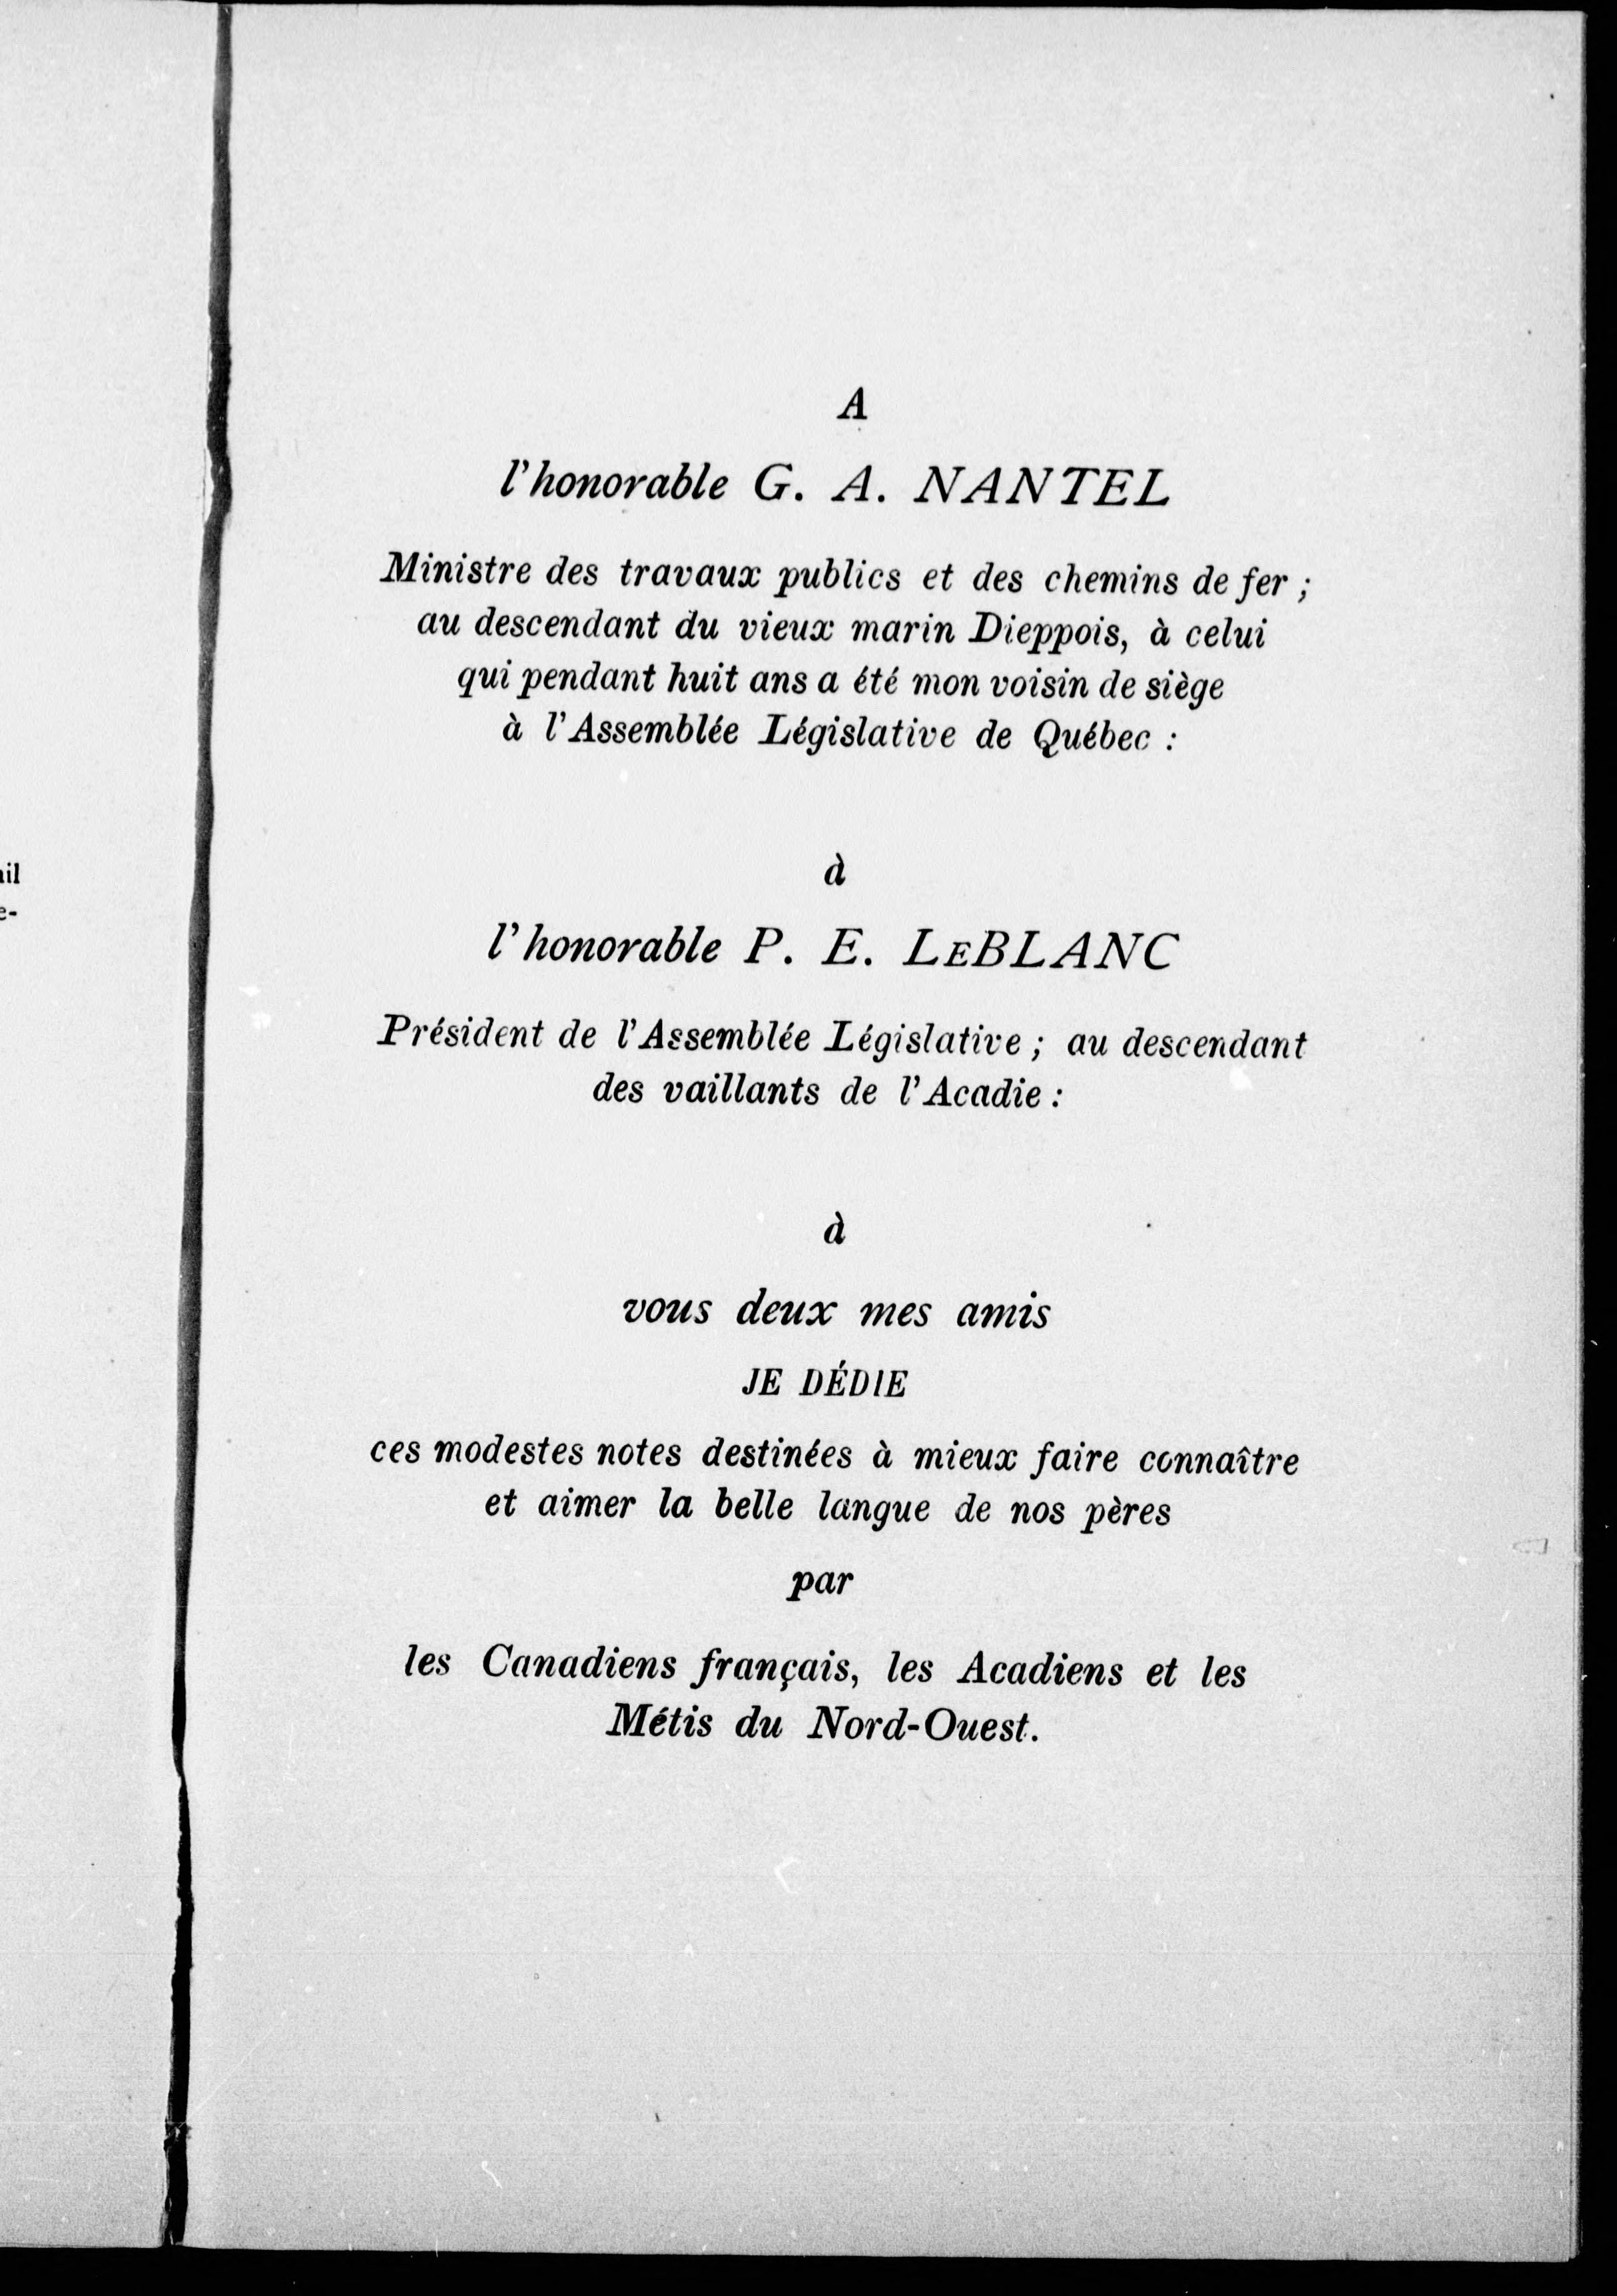 A
l'honorable G. A. NANTEL
Ministre des travaux publics et des chemins de fer ;
au descendant du vieux marin Dieppois, à celui
qui pendant huit ans a été mon voisin de siège
à l'Assemblée Législative de Québec :
à
l'honorable P. E. LEBLANC
Président de l'Assemblée Législative ; au descendant
des vaillants de l'Acadie :
à
vous deux mes amis
JE DÉDIE
ces modestes notes destinées à mieux faire connaître
et aimer la belle langue de nos pères
par
les Canadiens français, les Acadiens et les
Métis du Nord-Ouest.